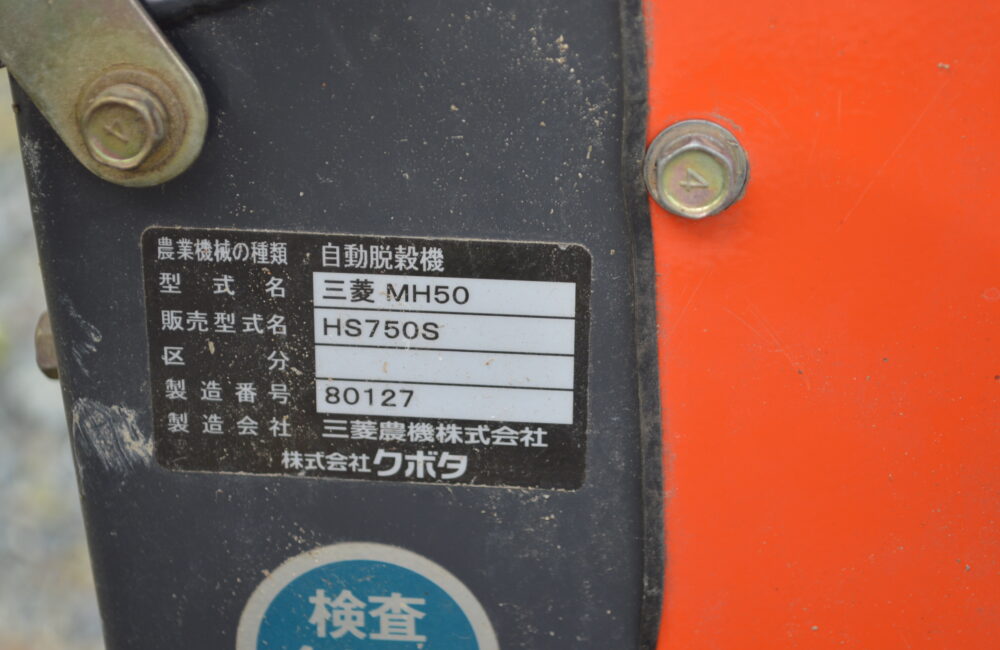 農業機械の種類 自動脱穀機
型式名 三菱 MH50
販売型式名 HS750S
区分
製造番号 80127
製造会社 三菱農機株式会社
株式会社クボタ
検査
4
4